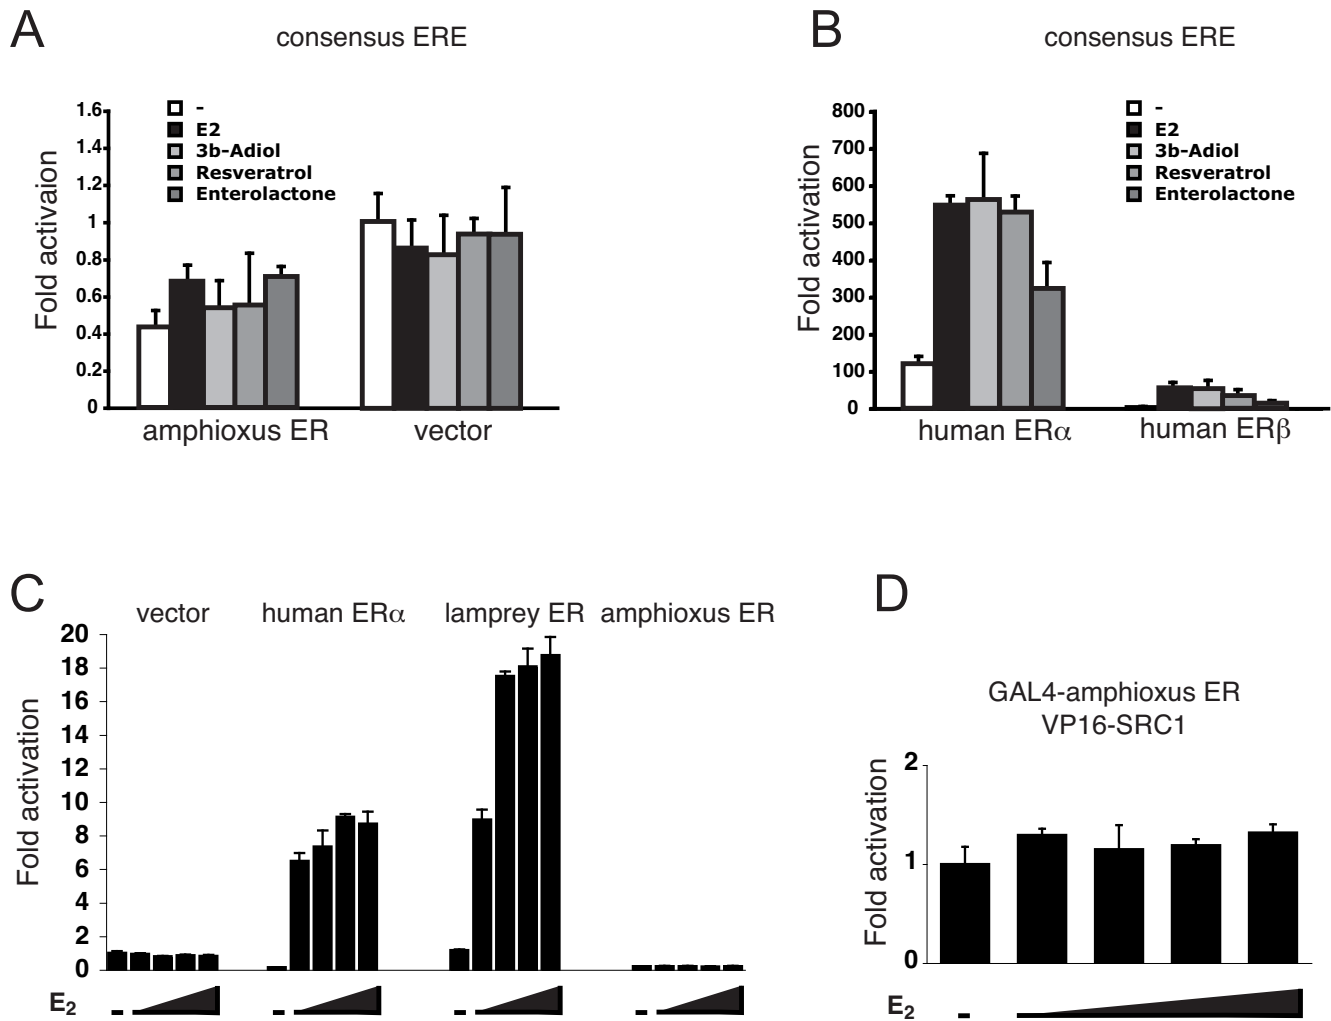 A
consensus ERE
Fold activaion
1.6
1.4
1.2
1
0.8
0.6
0.4
0.2
0
-
E2
3b-Adiol
Resveratrol
Enterolactone
amphioxus ER
vector
B
consensus ERE
Fold activation
800
700
600
500
400
300
200
100
0
-
E2
3b-Adiol
Resveratrol
Enterolactone
human ERα
human ERβ
C
vector
human ERα
lamprey ER
amphioxus ER
Fold activation
20
18
16
14
12
10
8
6
4
2
0
E2
-
-
-
-
D
GAL4-amphioxus ER
VP16-SRC1
Fold activation
2
1
0
E2
-